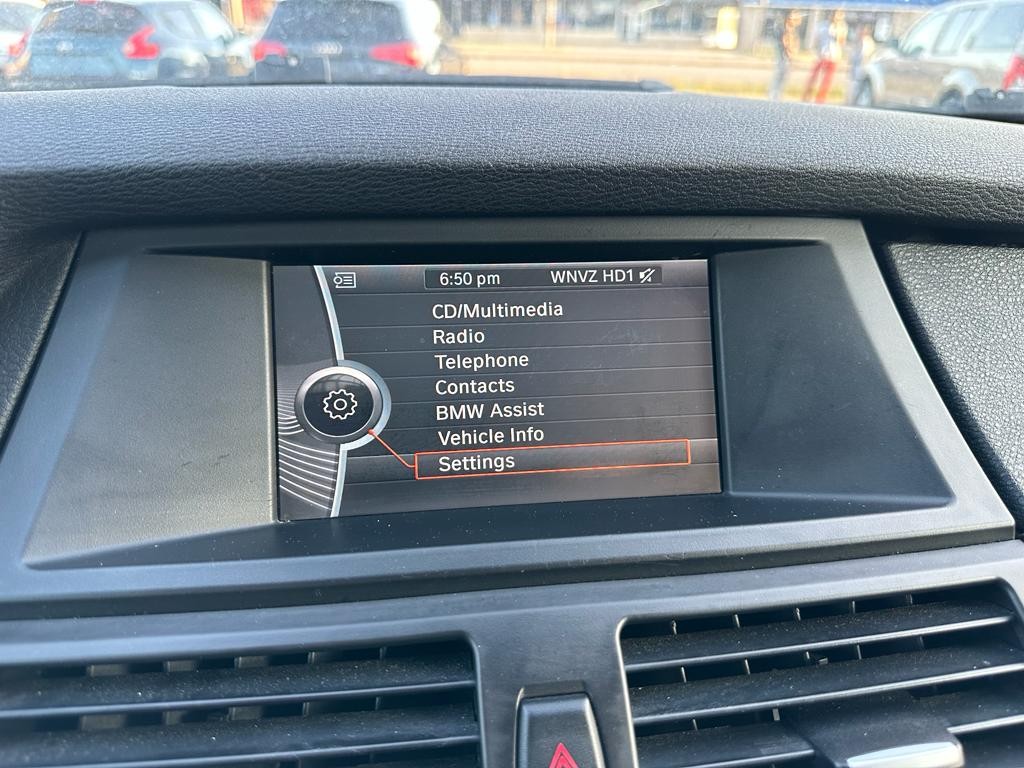 6:50 pm WNVZ HD1
CD/Multimedia
Radio
Telephone
Contacts
BMW Assist
Vehicle Info
Settings